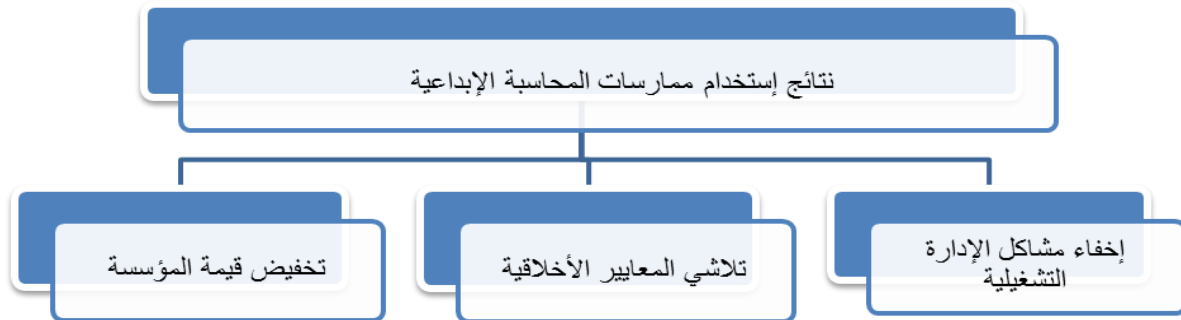 نتائج إستخدام ممارسات المحاسبة الإبداعية
إخفاء مشاكل الإدارة
التشغيلية
تلاشي المعايير الأخلاقية
تخفيض قيمة المؤسسة